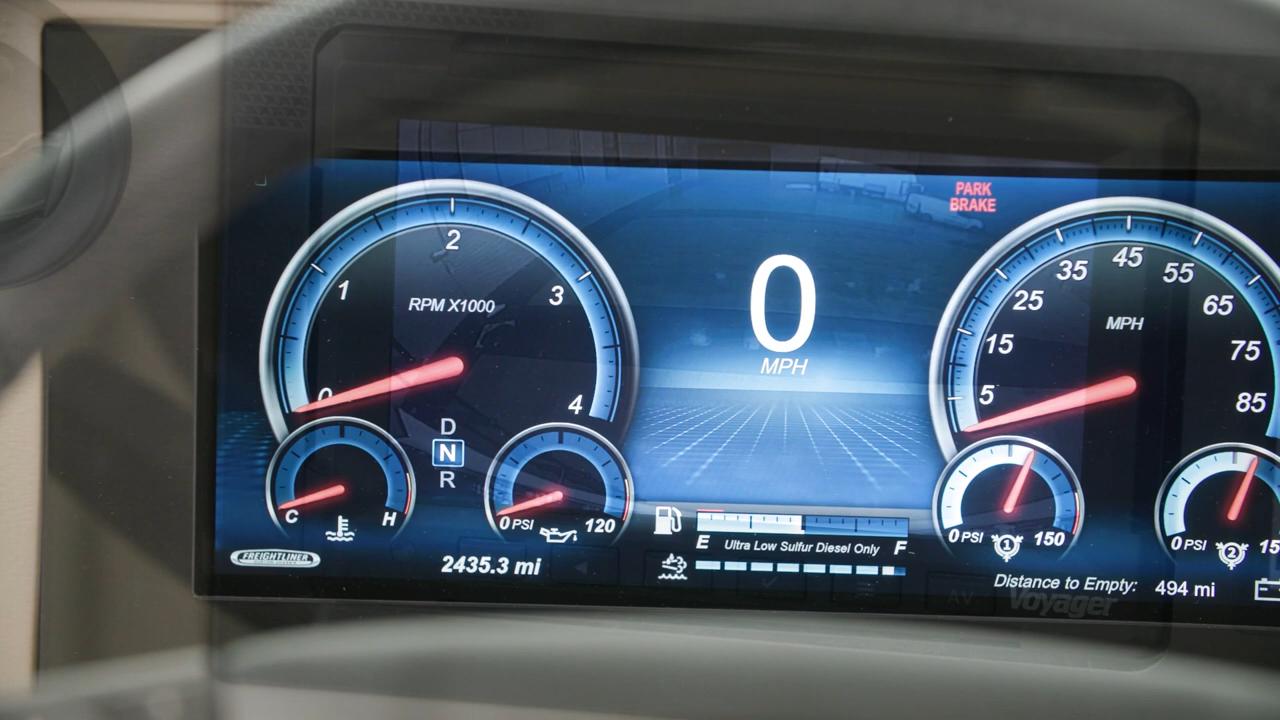 PARK
BRAKE
0
1
2
3
4
RPM X1000
0
MPH
5
15
25
35
45
55
65
75
85
MPH
D
N
R
C
H
0 PSI
120
E
Ultra Low Sulfur Diesel Only
F
0 PSI
1
150
0 PSI
2
FREIGHTLINER
2435.3 mi
Distance to Empty:
494 mi
Voyager